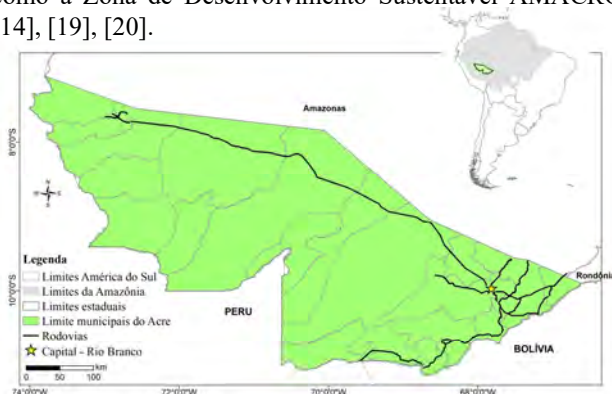 como a Zona de Desenvolvimento Sustentável AMACRO
14], [19], [20].
Amazonas
8°0'0"S
N
W
E
S
Legenda
Limites América do Sul
Limites da Amazônia
Limites estaduais
Limite municipais do Acre
Rodovias
Capital - Rio Branco
km
0 50 100
10°0'0"S
PERU
Rondônia
BOLÍVIA
74°0'0"W 72°0'0"W 70°0'0"W 68°0'0"W